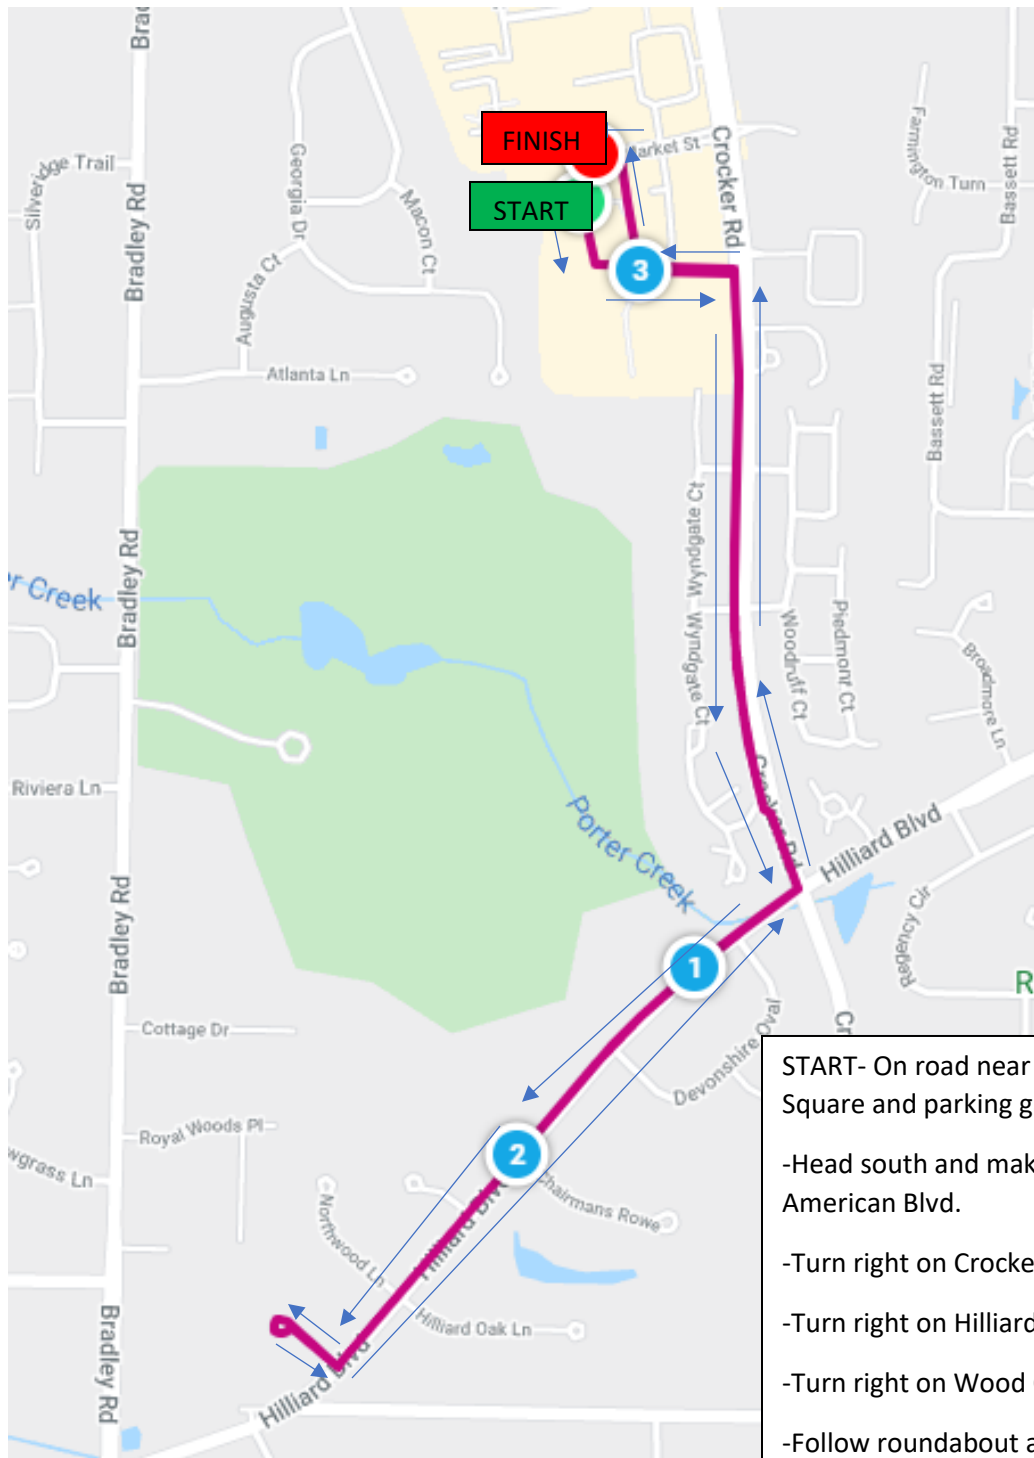 Brad
Bassett Rd
Farmington Turn
Silveridge Trail
Georgia Dr
Macon Ct
Crocker Rd
FINISH
Market St
START
Bradley Rd
Augusta Ct
3
Atlanta Ln
Bassett Rd
Wyndgate Ct
Bradley Rd
er Creek
Wyndgate Ct
Woodruff Ct
Piedmont Ct
Broadmore Ln
Riviera Ln
Crocker Rd
Porter Creek
Hilliard Blvd
Bradley Rd
Regency Cir
1
R
Cr
Cottage Dr
Devonshire Oval
Royal Woods Pl
2
wgrass Ln
Chairmans Rowe
Northwood Ln
Hilliard Blvd
Hilliard Oak Ln
Bradley Rd
Hilliard Blvd
START- On road near
Square and parking g
-Head south and mak
American Blvd.
-Turn right on Crocke
-Turn right on Hilliard
-Turn right on Wood
-Follow roundabout a